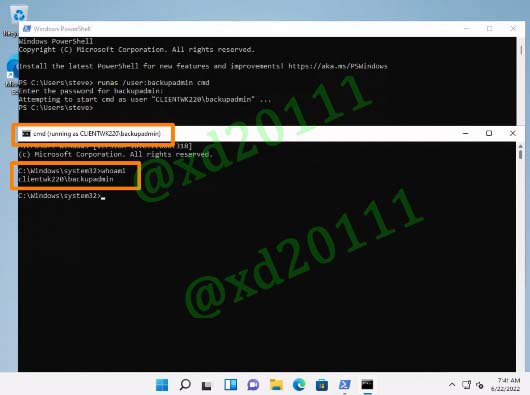 Windows PowerShell
Windows PowerShell
Copyright (C) Microsoft Corporation. All rights reserved.
Install the latest PowerShell for new features and improvements! https://aka.ms/PSWindows
PS C:\Users\steve> runas /user:backupadmin cmd
Enter the password for backupadmin:
Attempting to start cmd as user "CLIENTWK220\backupadmin" ...
PS C:\Users\steve>
@xd20111
cmd (running as CLIENTWK220\backupadmin)
(c) Microsoft Corporation. All rights reserved.
C:\Windows\system32>whoami
clientwk220\backupadmin
C:\Windows\system32>
@xd20111
7:41 AM
6/22/2022